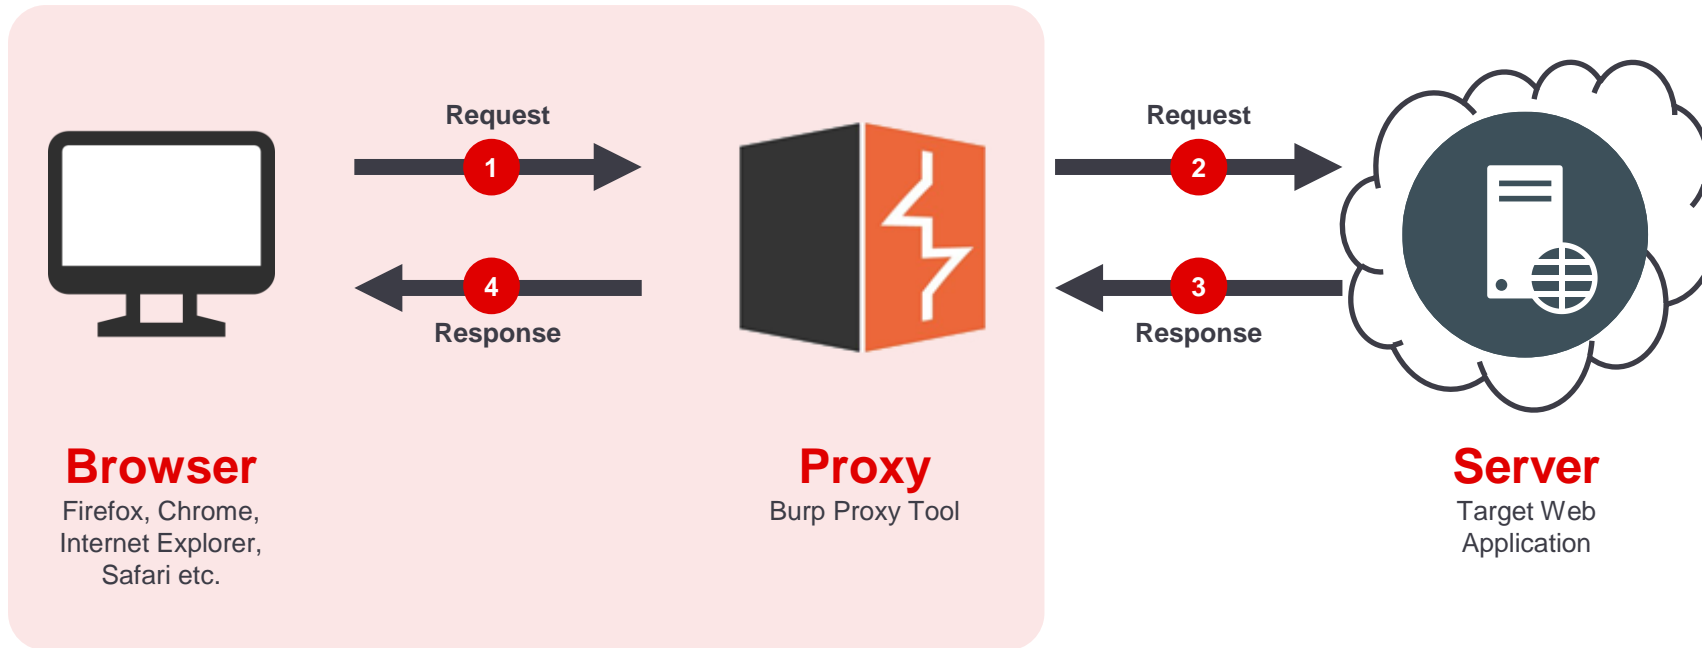 Request
1
Request
2
4
Response
3
Response
Browser
Firefox, Chrome,
Internet Explorer,
Safari etc.
Proxy
Burp Proxy Tool
Server
Target Web
Application